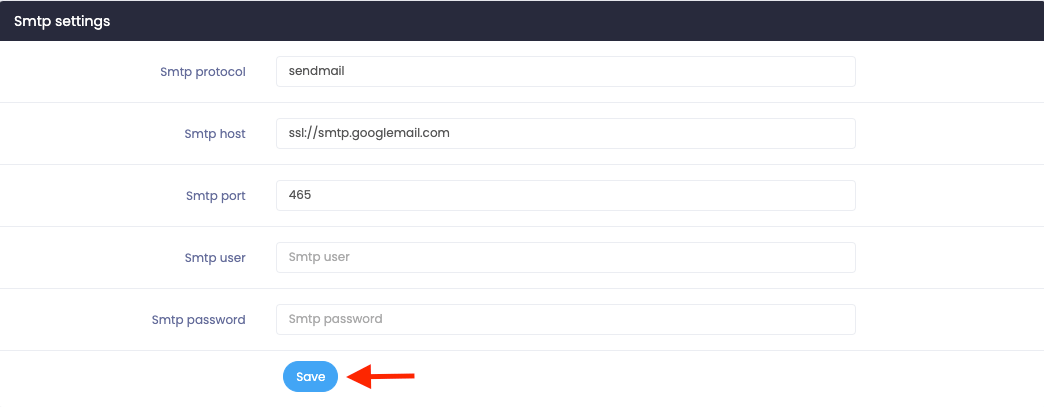 Smtp settings
Smtp protocol sendmail
Smtp host ssl://smtp.googlemail.com
Smtp port 465
Smtp user Smtp user
Smtp password Smtp password
Save